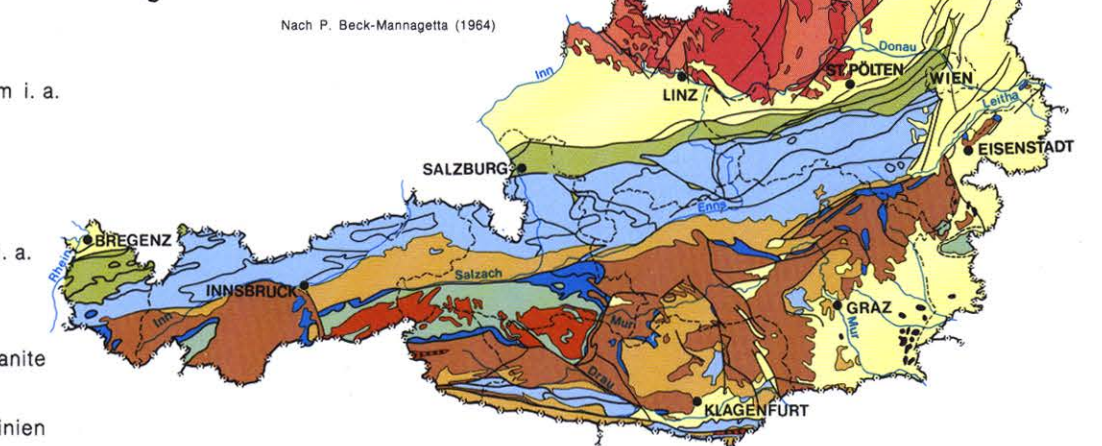 Nach P. Beck-Mannagetta (1964)
m i. a.
. a.
anite
inien
Donau
Inn
ST.PÖLTEN
WIEN
LINZ
Leitha
EISENSTADT
SALZBURG
Enns
BREGENZ
Rhein
Salzach
INNSBRUCK
Inn
GRAZ
Mur
Mur
Drau
KLAGENFURT